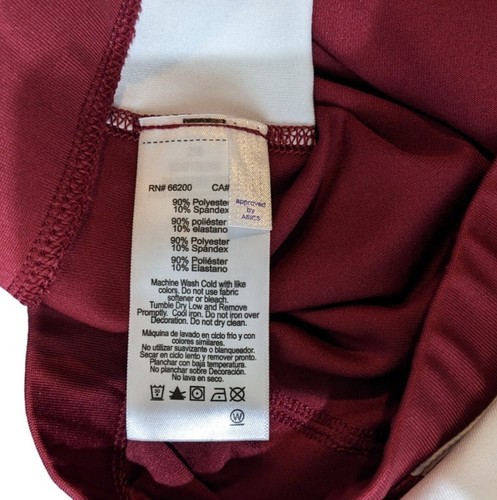 RN# 66200 CA#
approved
by
ASICS
90% Polyester
10% Spandex
90% poliéster
10% elastano
90% Polyester
10% Spandex
90% Poliéster
10% Elastano
Machine Wash Cold with like
colors. Do not use fabric
softener or bleach.
Tumble Dry Low and Remove
Promptly. Cool iron. Do not iron over
Decoration. Do not dry clean.
Máquina de lavado en ciclo frio y con
colores similares.
No utilizar suavizante o blanqueador.
Secar en ciclo lento y remover pronto.
Planchar con baja temperatura.
No planchar sobre Decoración.
No lava en seco.
W